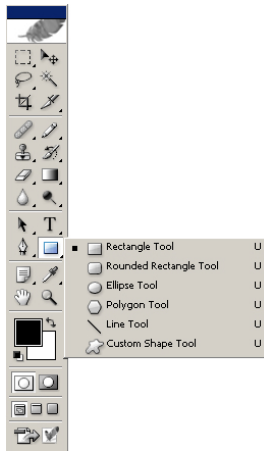 T
Rectangle Tool U
Rounded Rectangle Tool U
Ellipse Tool U
Polygon Tool U
Line Tool U
Custom Shape Tool U